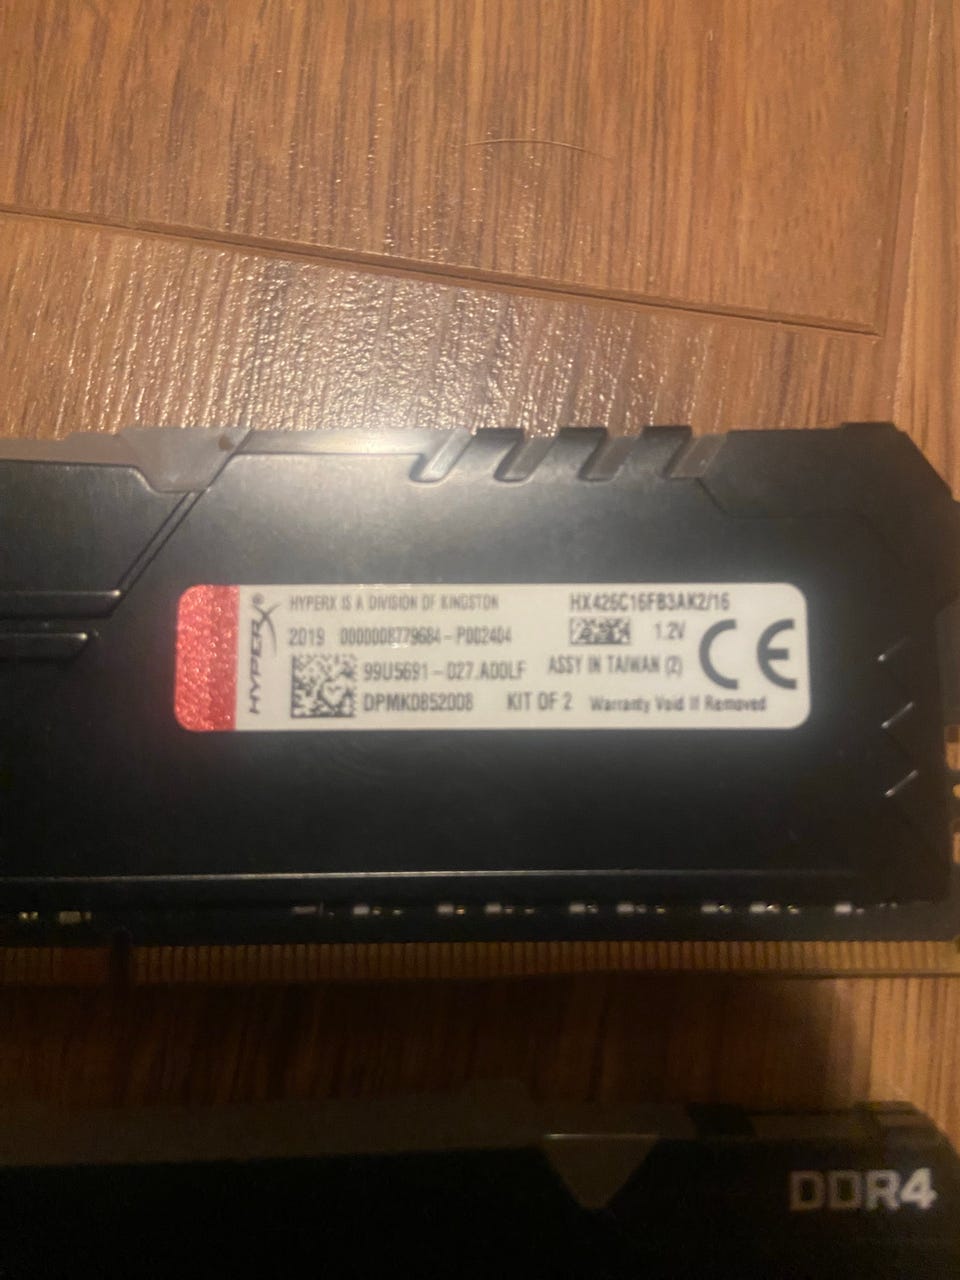 HYPERX®
HYPERX IS A DIVISION OF KINGSTON
HX426C16FB3AK2/16
2019 0000008779684-P002404
1.2V
99U5691-027.A00LF
ASSY IN TAIWAN (2)
CE
DPMK0852008
KIT OF 2
Warranty Void If Removed
DDR4